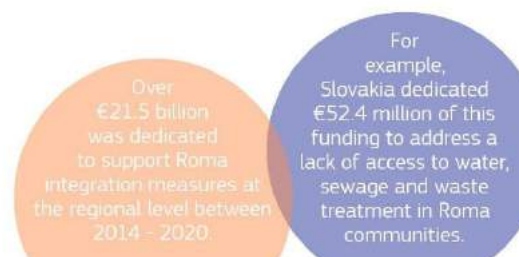 Over
€21.5 billion
was dedicated
to support Roma
integration measures at
the regional level between
2014 - 2020.
For
example,
Slovakia dedicated
€52.4 million of this
funding to address a
lack of access to water,
sewage and waste
treatment in Roma
communities.